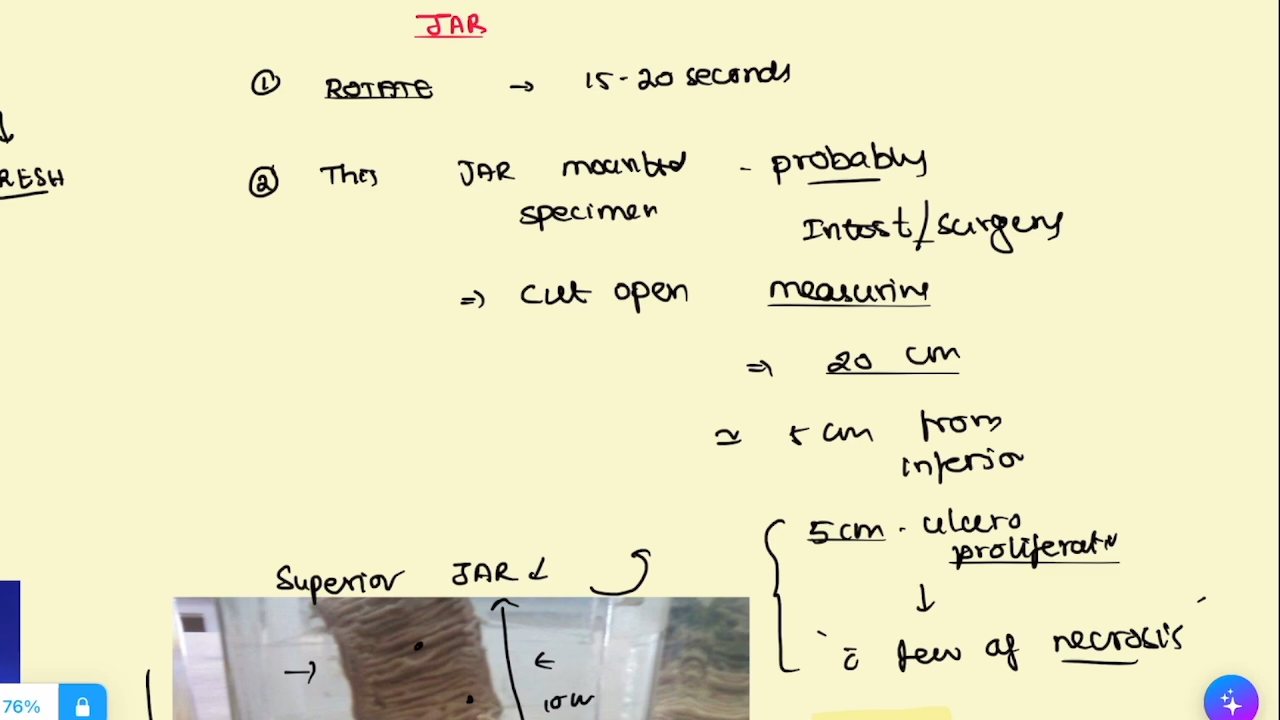 JAR
① ROTATE → 15-20 seconds
RESH
② This JAR mounted - probably
specimen
Intest/surgery
⇒ cut open measuring
⇒ 20 cm
≃ 5 cm from
inferior
5cm - ulcero
proliferati
↓
Superior JAR ↓
c̄ few of necrosis
→
←
76%